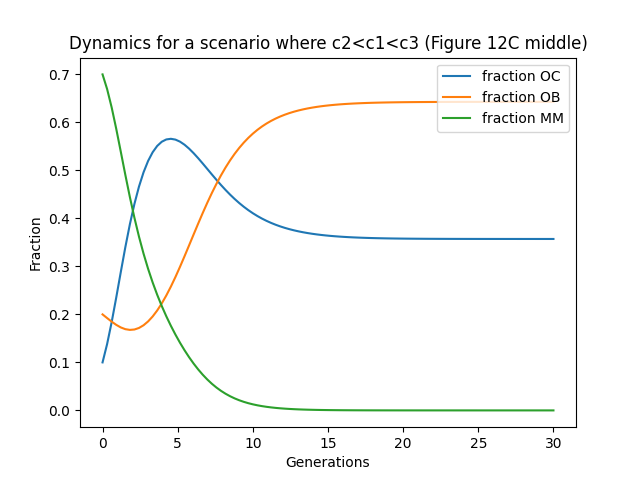 Dynamics for a scenario where c2<c1<c3 (Figure 12C middle)
fraction OC
fraction OB
fraction MM
Fraction
0.7
0.6
0.5
0.4
0.3
0.2
0.1
0.0
0 5 10 15 20 25 30
Generations